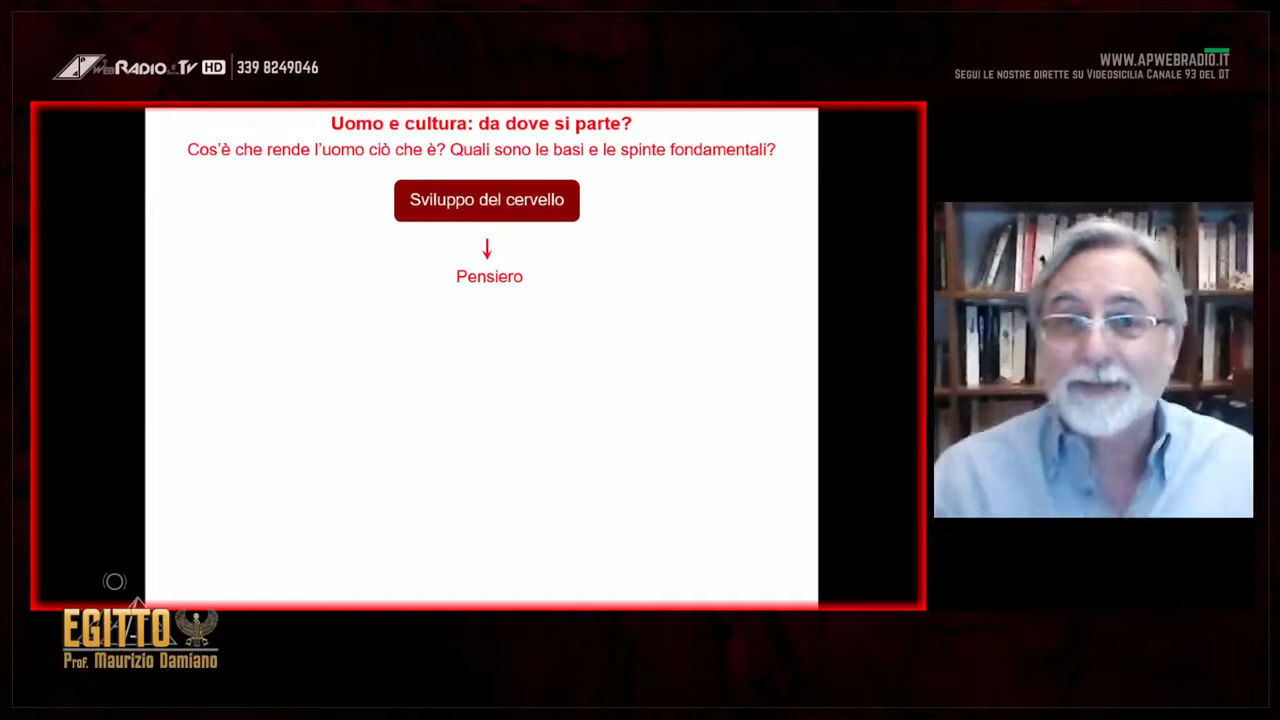 RADIO TV HD 339 8249046
WWW.APWEBRADIO.IT
SEGUI LE NOSTRE DIRETTE SU VIDEOSICILIA CANALE 93 DEL DT
Uomo e cultura: da dove si parte?
Cos'è che rende l'uomo ciò che è? Quali sono le basi e le spinte fondamentali?
Sviluppo del cervello
Pensiero
EGITTO
Prof. Maurizio Damiano